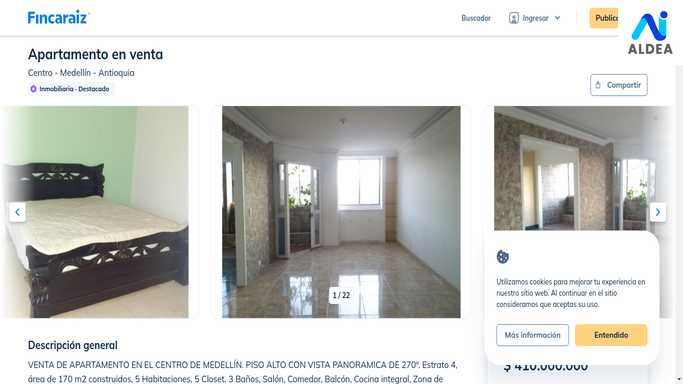 Fincaraíz
Buscador
Ingresar
Publica
ALDEA
Apartamento en venta
Centro - Medellín - Antioquia
Inmobiliaria - Destacado
Compartir
1 / 22
Utilizamos cookies para mejorar tu experiencia en
nuestro sitio web. Al continuar en el sitio
consideramos que aceptas su uso.
Más información
Entendido
Descripción general
$ 410.000.000
VENTA DE APARTAMENTO EN EL CENTRO DE MEDELLÍN. PISO ALTO CON VISTA PANORAMICA DE 270°. Estrato 4,
área de 170 m2 construidos, 5 Habitaciones, 5 Closet, 3 Baños, Salón, Comedor, Balcón, Cocina integral, Zona de